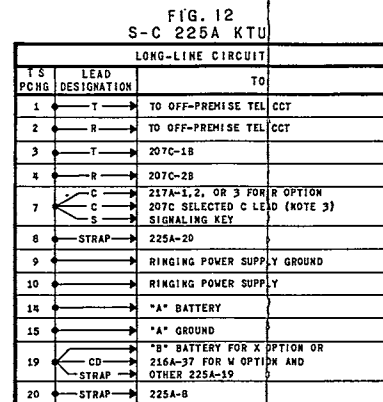 FIG. 12
S-C 225A KTU
LONG-LINE CIRCUIT
TS PCHG LEAD DESIGNATION TO
1 T TO OFF-PREMISE TEL CCT
2 R TO OFF-PREMISE TEL CCT
3 T 207C-1B
4 R 207C-2B
7 C 217A-1,2, OR 3 FOR R OPTION
C 207C SELECTED C LEAD (NOTE 3)
S SIGNALING KEY
8 STRAP 225A-20
9 RINGING POWER SUPPLY GROUND
10 RINGING POWER SUPPLY
14 "A" BATTERY
15 "A" GROUND
19 "B" BATTERY FOR X OPTION OR
CD 216A-37 FOR W OPTION AND
STRAP OTHER 225A-19
20 STRAP 225A-8